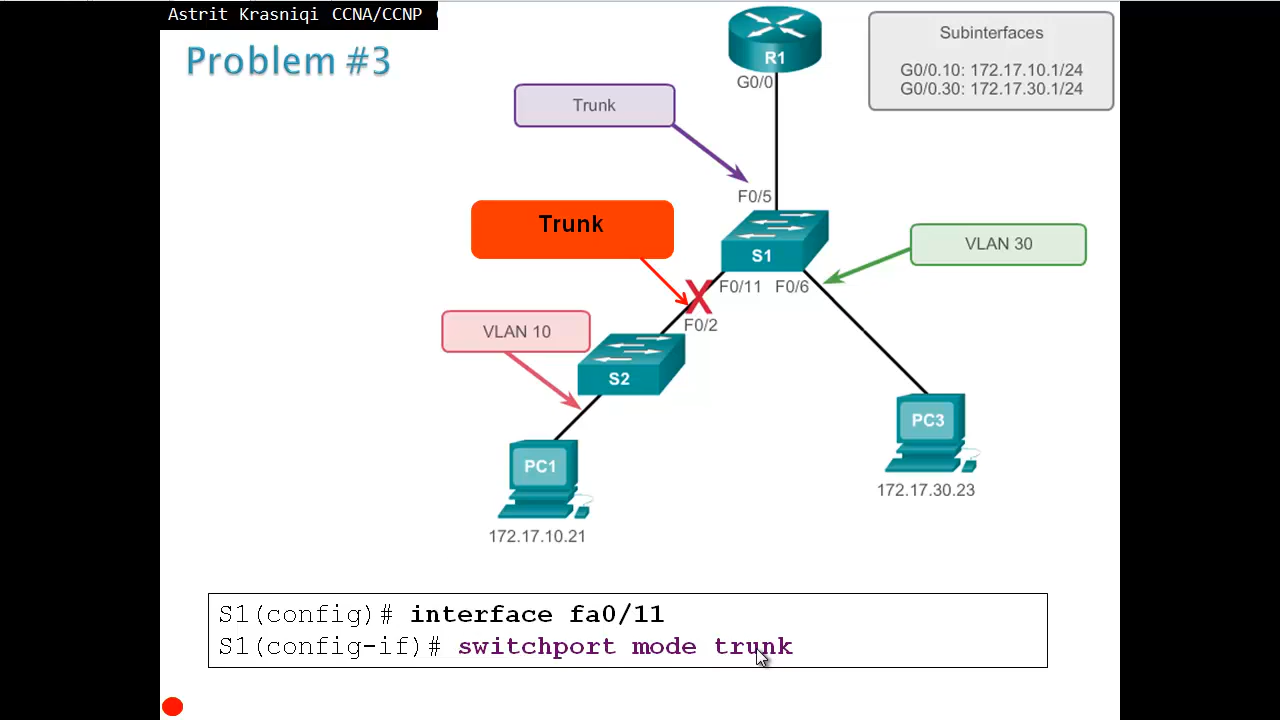 Astrit Krasniqi CCNA/CCNP
Problem #3
R1
G0/0
Subinterfaces
G0/0.10: 172.17.10.1/24
G0/0.30: 172.17.30.1/24
Trunk
F0/5
Trunk
S1
VLAN 30
F0/11 F0/6
X
F0/2
VLAN 10
S2
PC1
172.17.10.21
PC3
172.17.30.23
S1(config)# interface fa0/11
S1(config-if)# switchport mode trunk